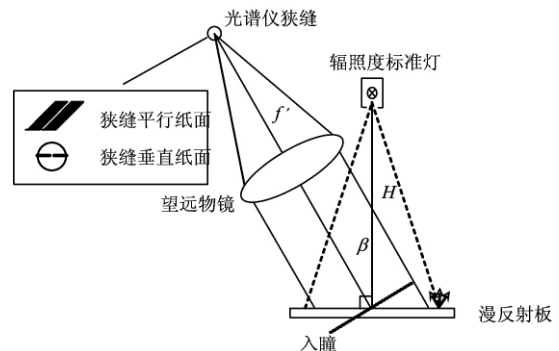 光谱仪狭缝
辐照度标准灯
狭缝平行纸面
狭缝垂直纸面
f′
望远物镜
H
β
漫反射板
入瞳